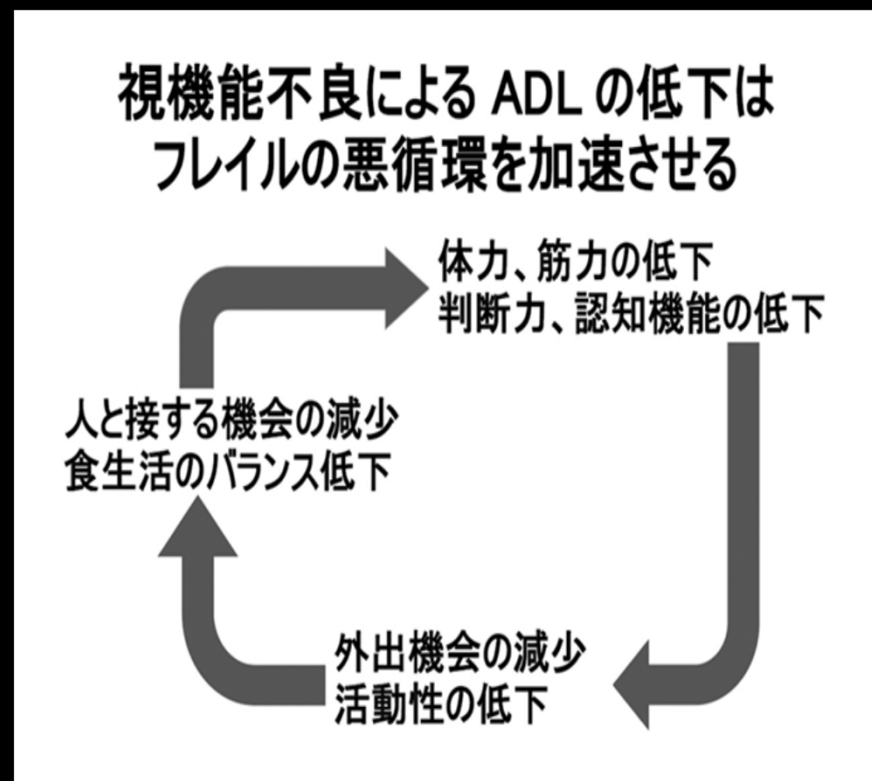 視機能不良による ADL の低下は
フレイルの悪循環を加速させる
体力、筋力の低下
判断力、認知機能の低下
人と接する機会の減少
食生活のバランス低下
外出機会の減少
活動性の低下